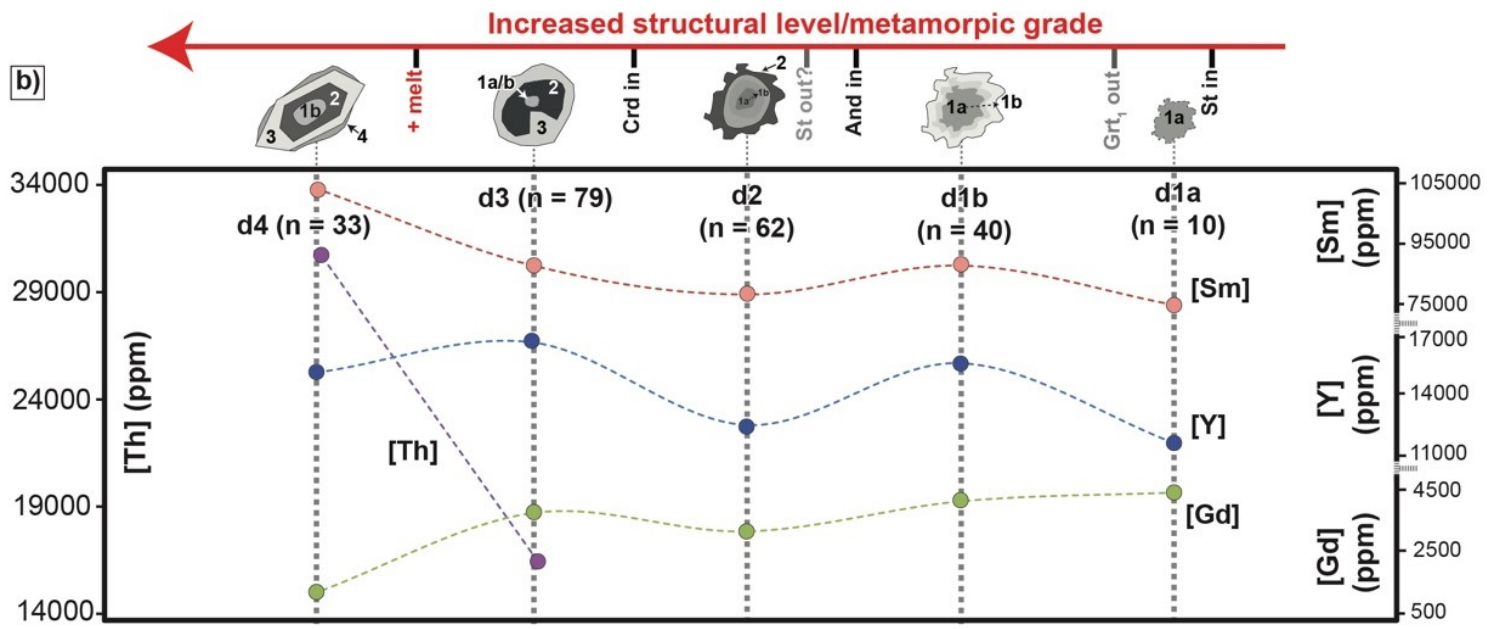 Increased structural level/metamorpic grade
b)
3
1b
2
4
+ melt
1a/b
2
3
Crd in
2
1a
1b
St out?
And in
1a
1b
Grt1 out
1a
St in
34000
29000
24000
19000
14000
[Th] (ppm)
d4 (n = 33)
d3 (n = 79)
d2
(n = 62)
d1b
(n = 40)
d1a
(n = 10)
[Sm]
[Th]
[Y]
[Gd]
[Sm]
(ppm)
[Y]
(ppm)
[Gd]
(ppm)
105000
95000
75000
17000
14000
11000
4500
2500
500